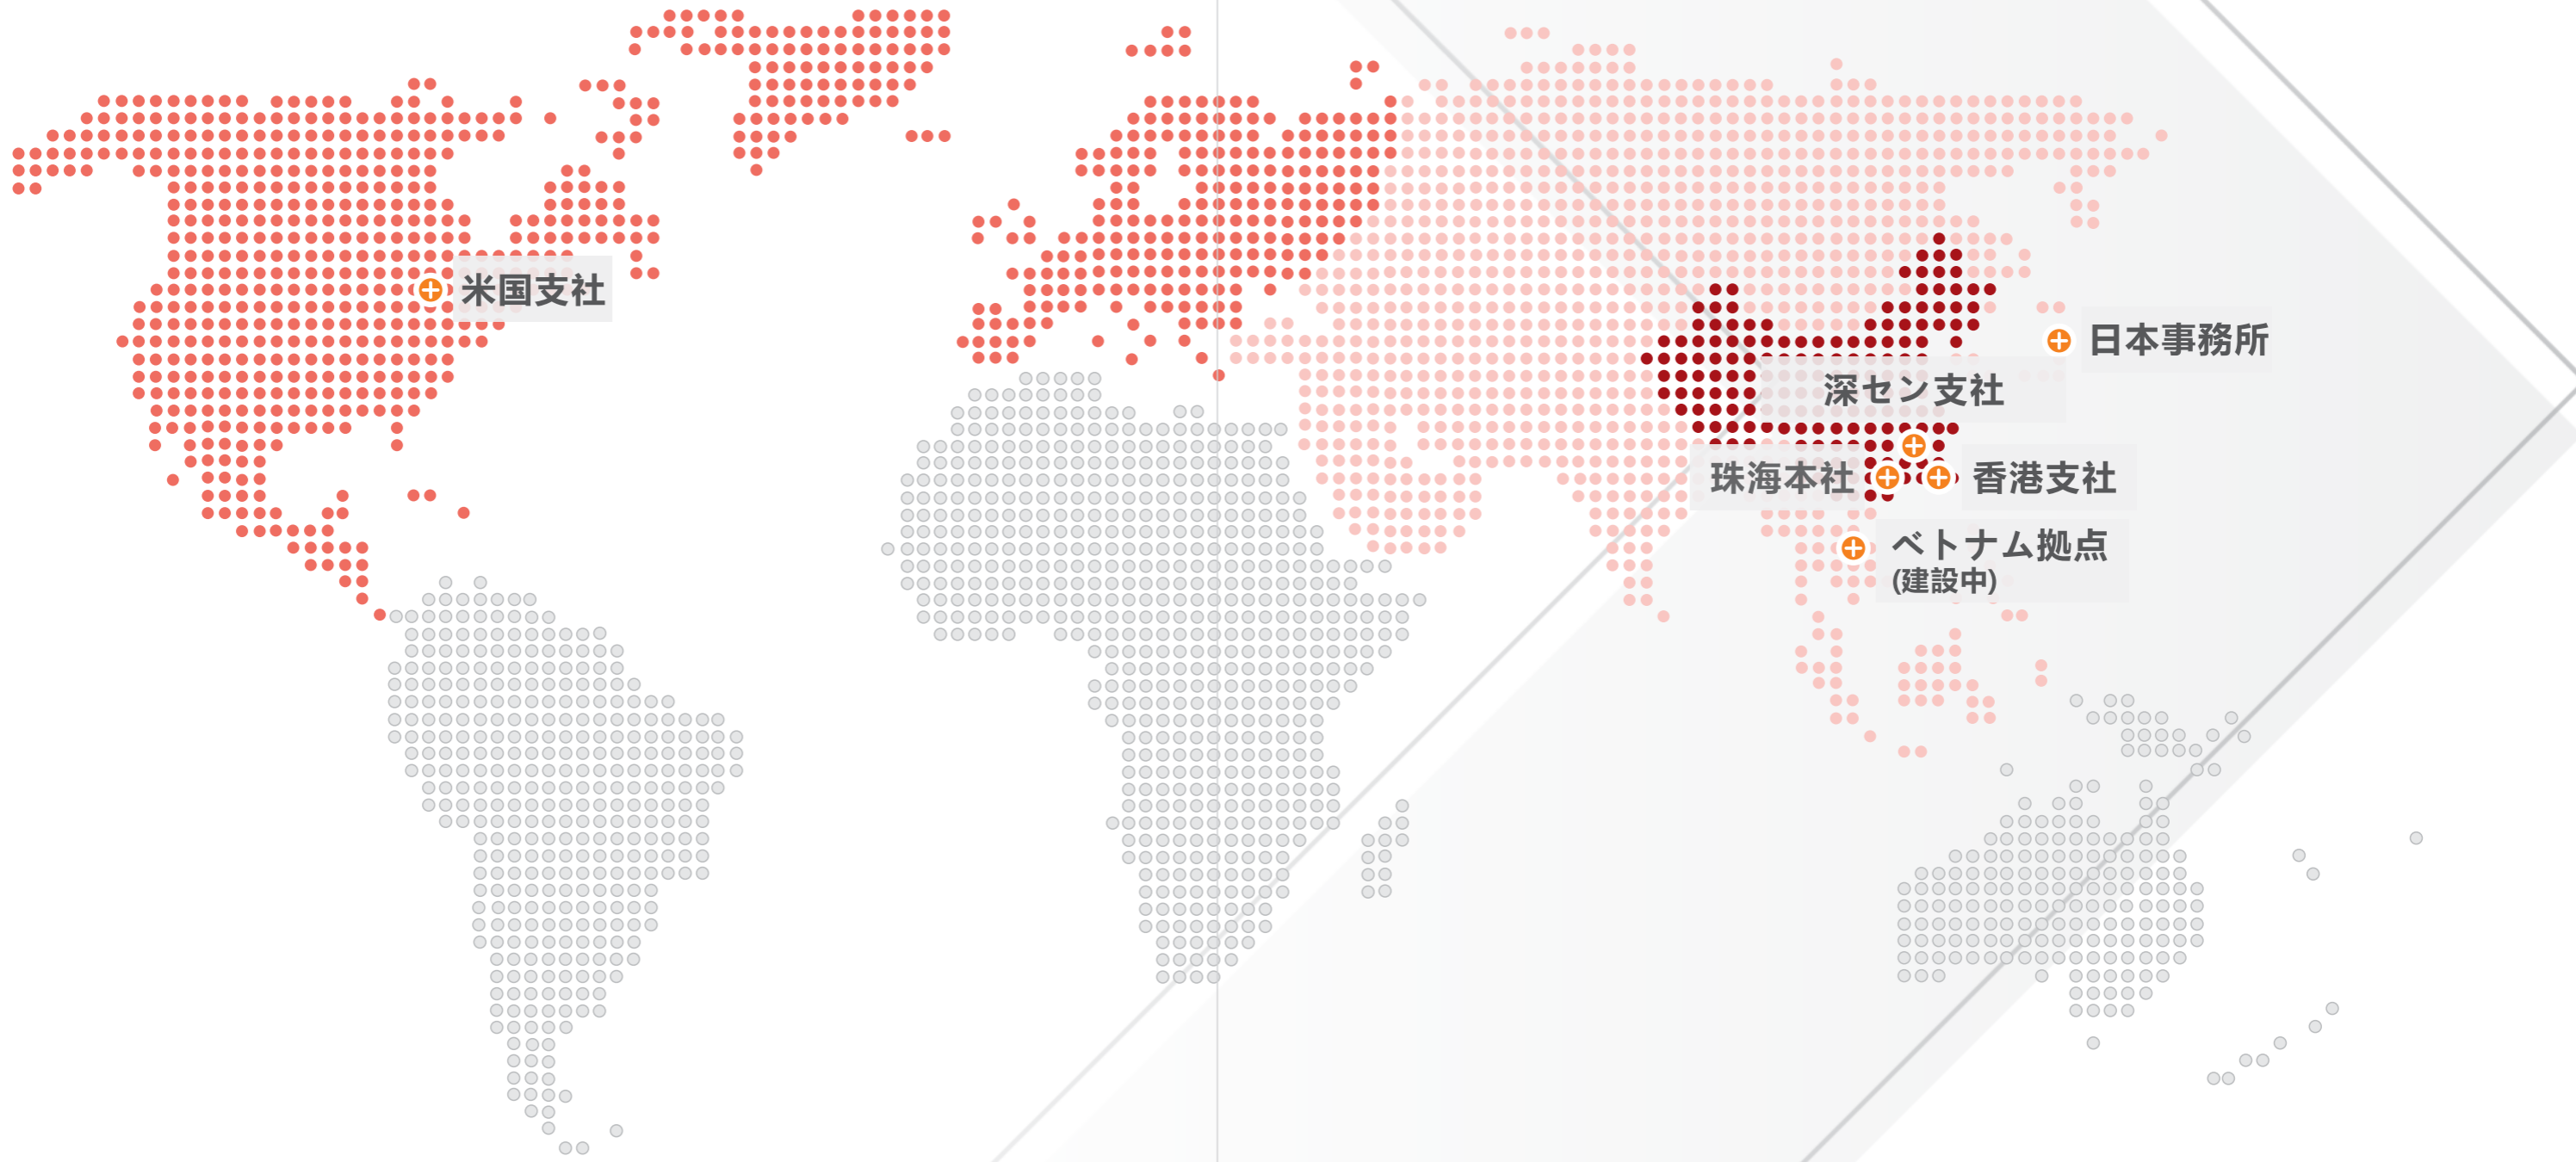 米国支社
日本事務所
深セン支社
珠海本社
香港支社
ベトナム拠点
(建設中)